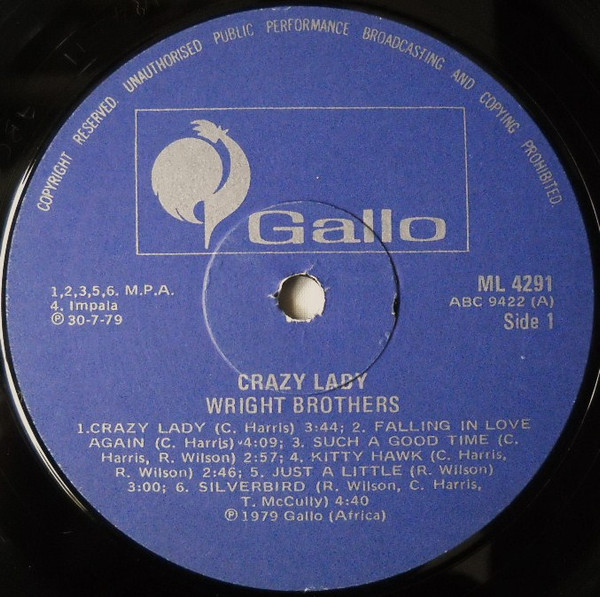 COPYRIGHT RESERVED. UNAUTHORISED PUBLIC PERFORMANCE BROADCASTING AND COPYING PROHIBITED.
Gallo
1,2,3,5,6. M.P.A.
4. Impala
℗ 30-7-79
ML 4291
ABC 9422 (A)
Side 1
CRAZY LADY
WRIGHT BROTHERS
1.CRAZY LADY (C. Harris) 3:44; 2. FALLING IN LOVE
AGAIN (C. Harris) 4:09; 3. SUCH A GOOD TIME (C.
Harris, R. Wilson) 2:57; 4. KITTY HAWK (C. Harris,
R. Wilson) 2:46; 5. JUST A LITTLE (R. Wilson)
3:00; 6. SILVERBIRD (R. Wilson, C. Harris,
T. McCully) 4:40
℗ 1979 Gallo (Africa)